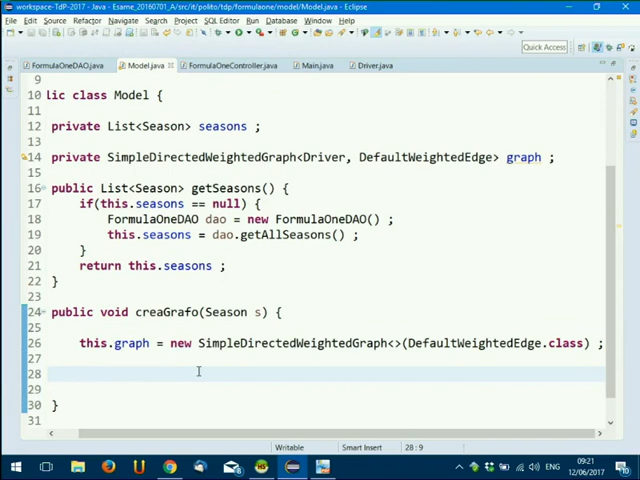 workspace-TdP-2017 - Java - Esame_20160701_A/src/it/polito/tdp/formulaone/model/Model.java - Eclipse
File Edit Source Refactor Navigate Search Project SQL Editor Run Database Window Help
Quick Access
FormulaOneDAO.java Model.java FormulaOneController.java Main.java Driver.java
9
10 lic class Model {
11
12 private List<Season> seasons ;
13
14 private SimpleDirectedWeightedGraph<Driver, DefaultWeightedEdge> graph ;
15
16 public List<Season> getSeasons() {
17 if(this.seasons == null) {
18 FormulaOneDAO dao = new FormulaOneDAO() ;
19 this.seasons = dao.getAllSeasons() ;
20 }
21 return this.seasons ;
22 }
23
24 public void creaGrafo(Season s) {
25
26 this.graph = new SimpleDirectedWeightedGraph<>(DefaultWeightedEdge.class) ;
27
28
29
30 }
31
Writable Smart Insert 28 : 9
ENG 09:21
12/06/2017